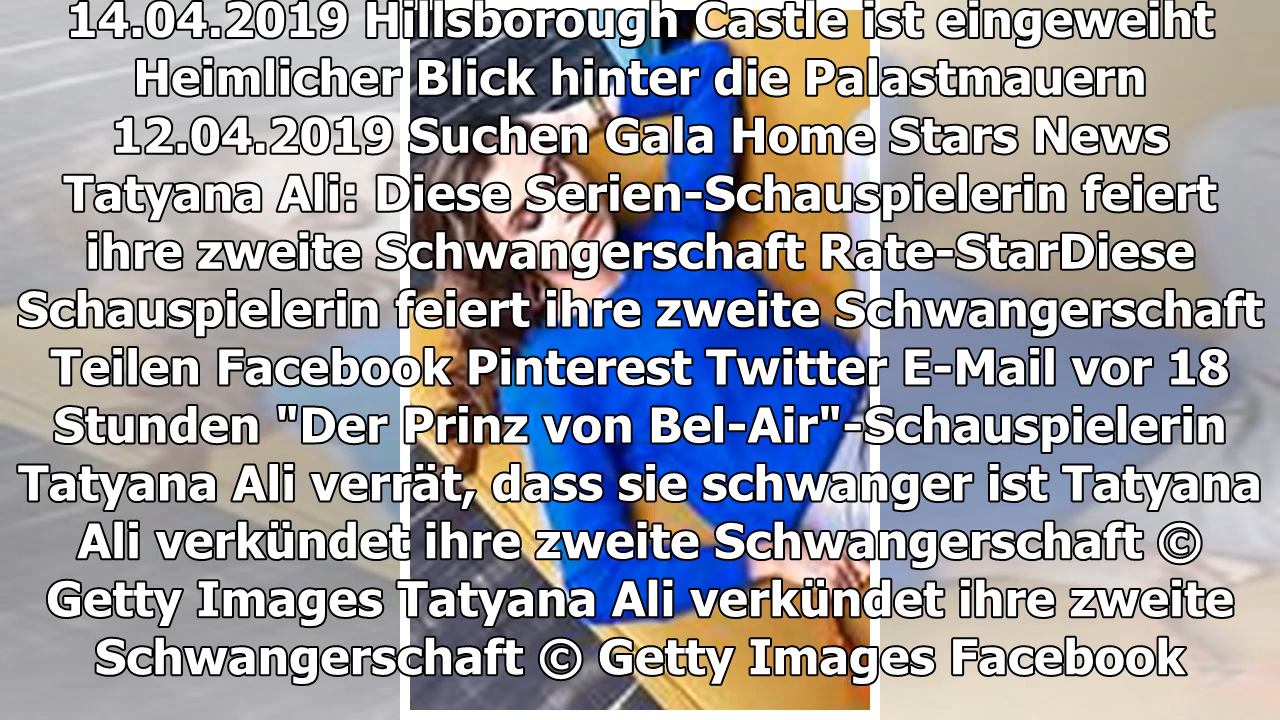 14.04.2019 Hillsborough Castle ist eingeweiht
Heimlicher Blick hinter die Palastmauern
12.04.2019 Suchen Gala Home Stars News
Tatyana Ali: Diese Serien-Schauspielerin feiert
ihre zweite Schwangerschaft Rate-StarDiese
Schauspielerin feiert ihre zweite Schwangerschaft
Teilen Facebook Pinterest Twitter E-Mail vor 18
Stunden "Der Prinz von Bel-Air"-Schauspielerin
Tatyana Ali verrät, dass sie schwanger ist Tatyana
Ali verkündet ihre zweite Schwangerschaft ©
Getty Images Tatyana Ali verkündet ihre zweite
Schwangerschaft © Getty Images Facebook